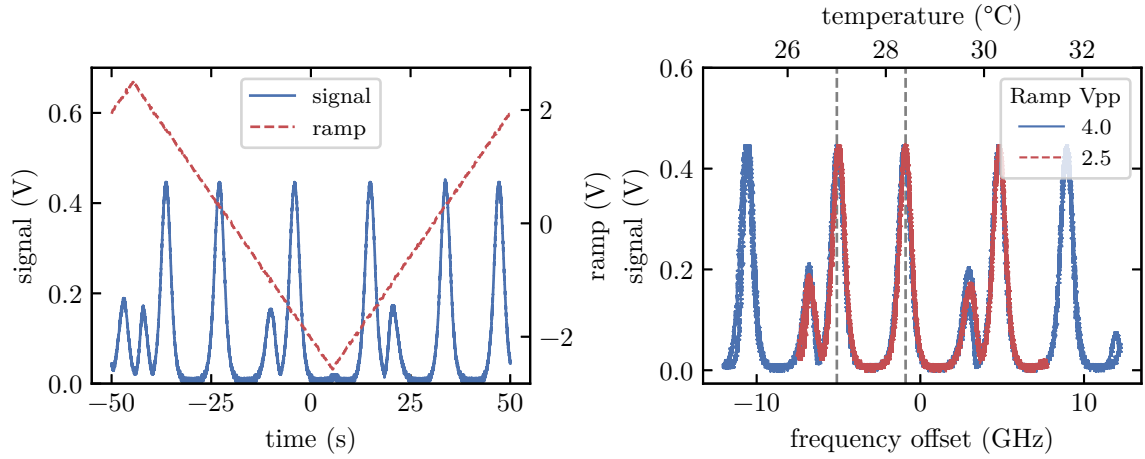 0.6
0.4
0.2
0.0
signal (V)
−50
−25
0
25
50
time (s)
signal
ramp
2
0
−2
ramp (V)
temperature (°C)
26
28
30
32
signal (V)
0.6
0.4
0.2
0.0
Ramp Vpp
4.0
2.5
−10
0
10
frequency offset (GHz)